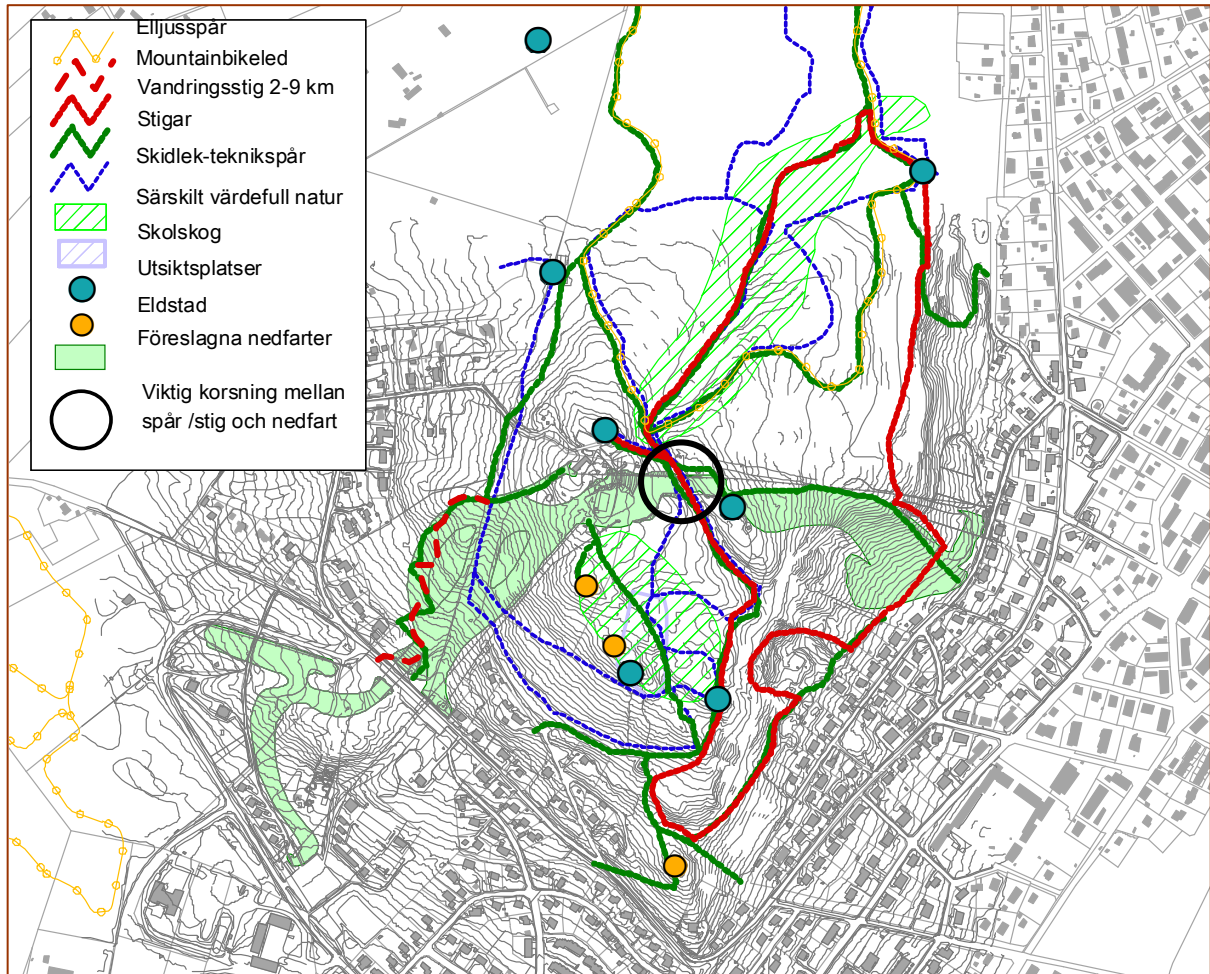 Elljusspår
Mountainbikeled
Vandringsstig 2-9 km
Stigar
Skidlek-teknikspår
Särskilt värdefull natur
Skolskog
Utsiktsplatser
Eldstad
Föreslagna nedfarter
Viktig korsning mellan
spår /stig och nedfart